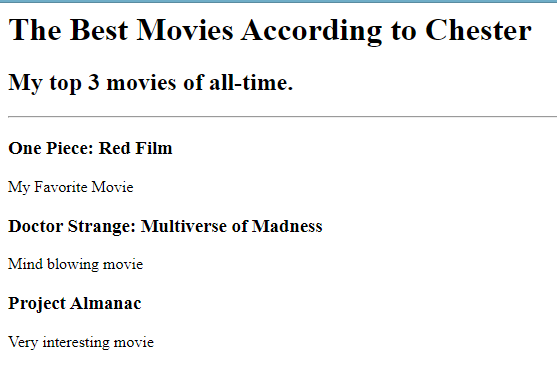 The Best Movies According to Chester
My top 3 movies of all-time.
One Piece: Red Film
My Favorite Movie
Doctor Strange: Multiverse of Madness
Mind blowing movie
Project Almanac
Very interesting movie